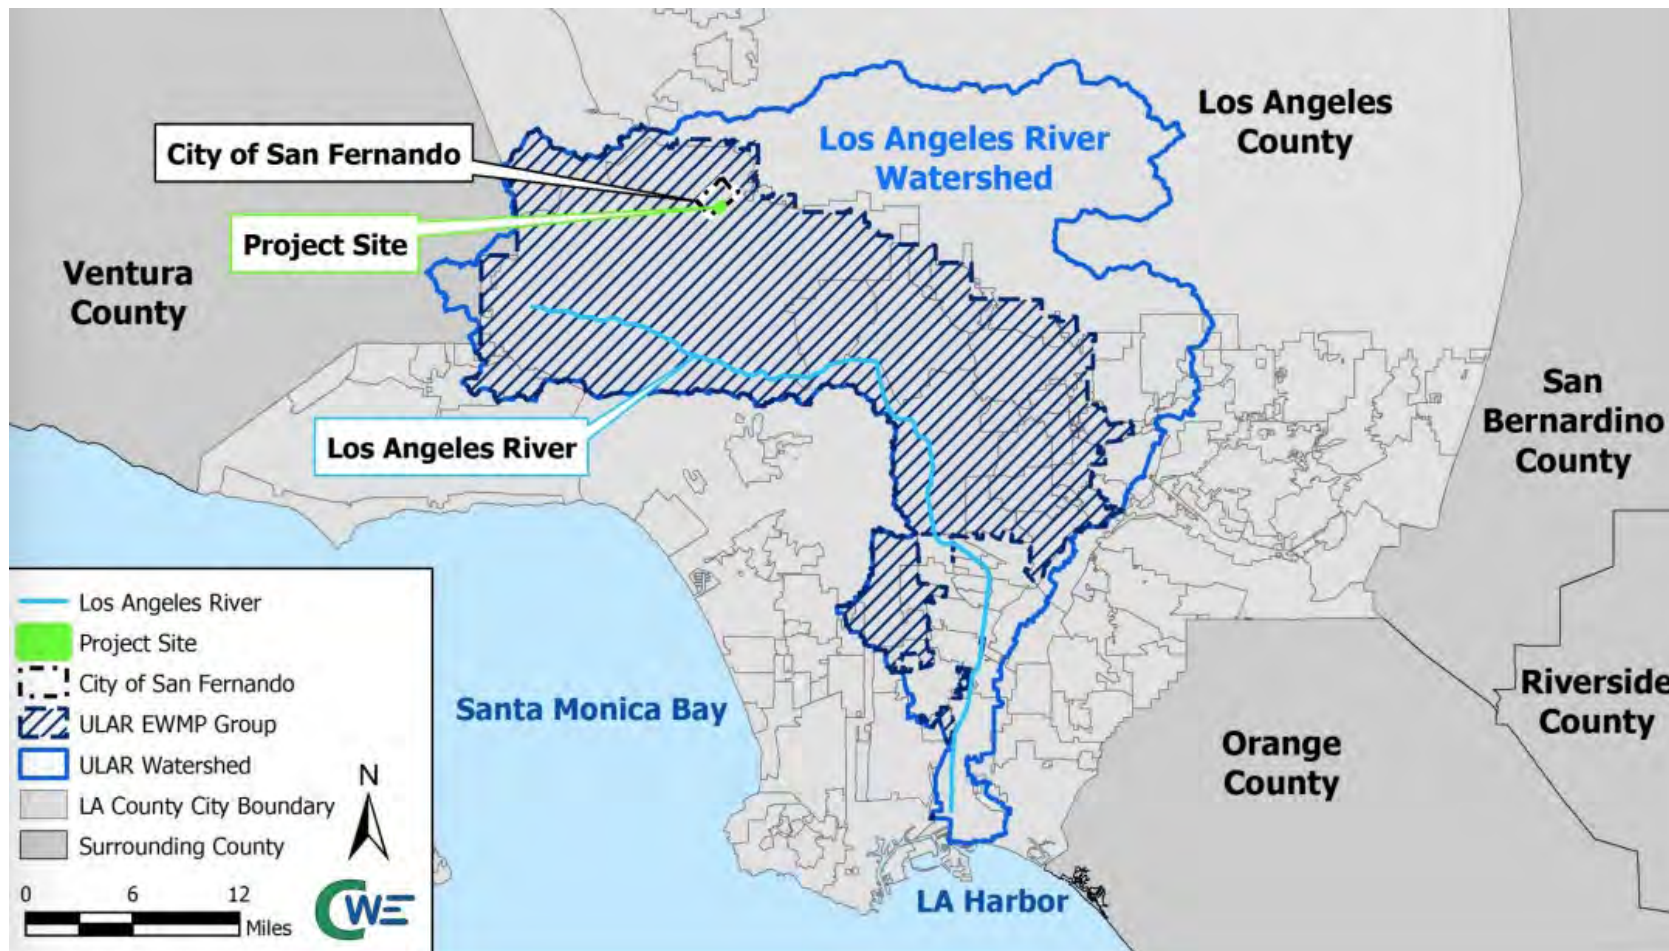 Los Angeles
County
Los Angeles River
Watershed
City of San Fernando
Project Site
Ventura
County
Los Angeles River
San
Bernardino
County
Riverside
County
Orange
County
Santa Monica Bay
LA Harbor
Los Angeles River
Project Site
City of San Fernando
ULAR EWMP Group
ULAR Watershed
LA County City Boundary
Surrounding County
N
0 6 12
Miles
CWE